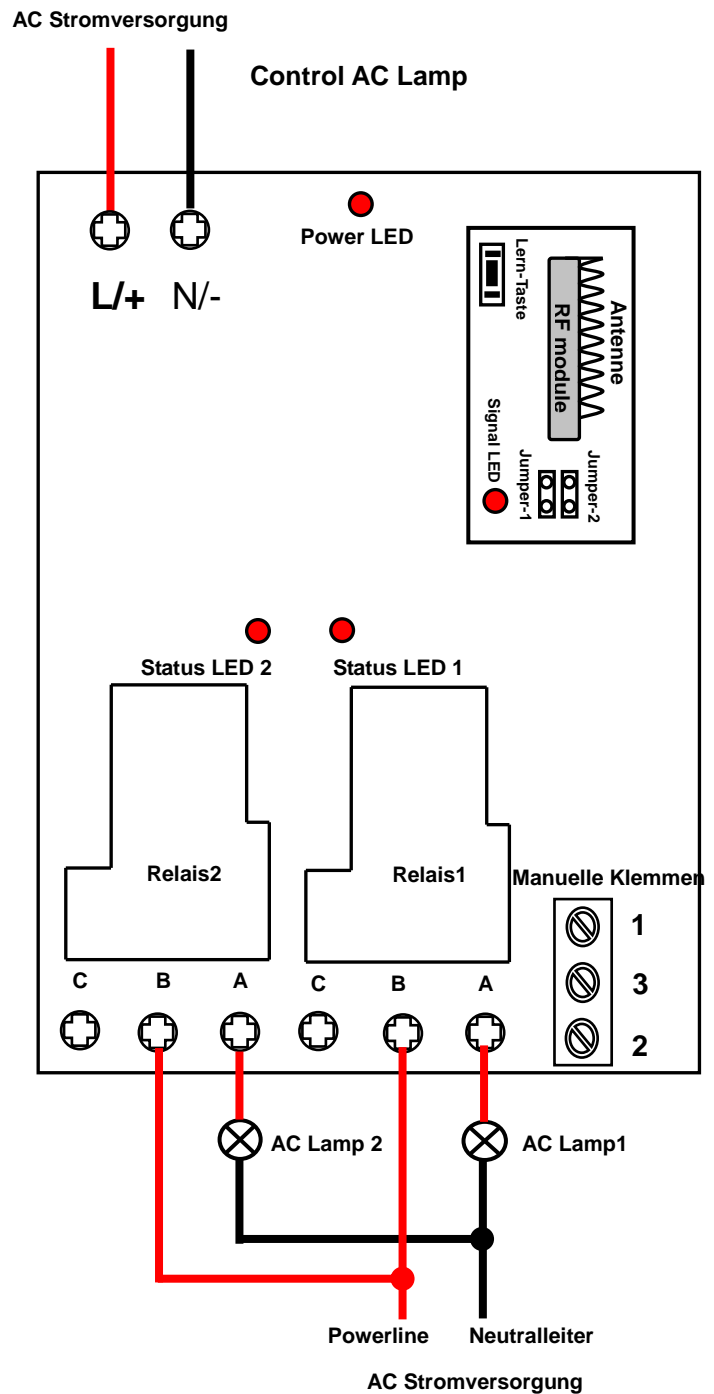 AC Stromversorgung
Control AC Lamp
Power LED
L/+ N/-
Lern-Taste
Antenne
RF module
Signal LED
Jumper-1
Jumper-2
Status LED 2
Status LED 1
Relais2
Relais1
Manuelle Klemmen
1
3
2
C B A C B A
AC Lamp 2
AC Lamp1
Powerline
Neutralleiter
AC Stromversorgung